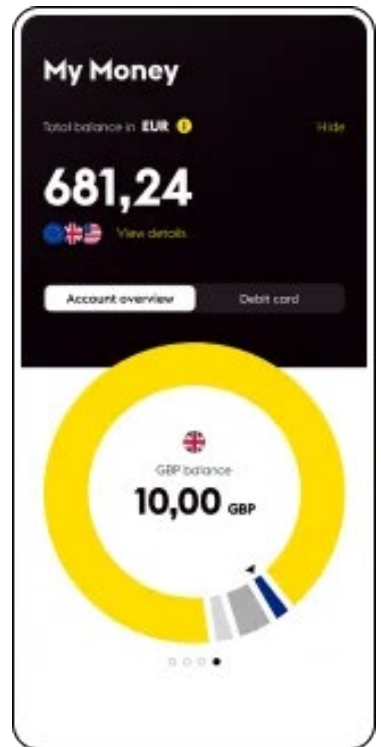 My Money
Total balance in EUR i
Hide
681,24
View details
Account overview
Debit card
GBP balance
10,00 GBP